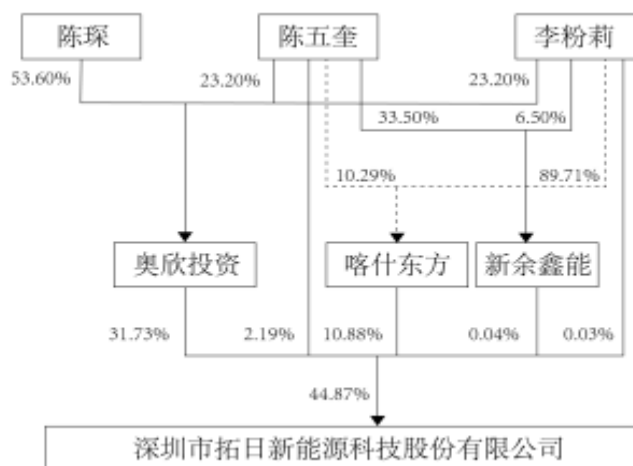 陈琛 陈五奎 李粉莉
53.60% 23.20% 23.20%
33.50% 6.50%
10.29% 89.71%
奥欣投资 喀什东方 新余鑫能
31.73% 2.19% 10.88% 0.04% 0.03%
44.87%
深圳市拓日新能源科技股份有限公司